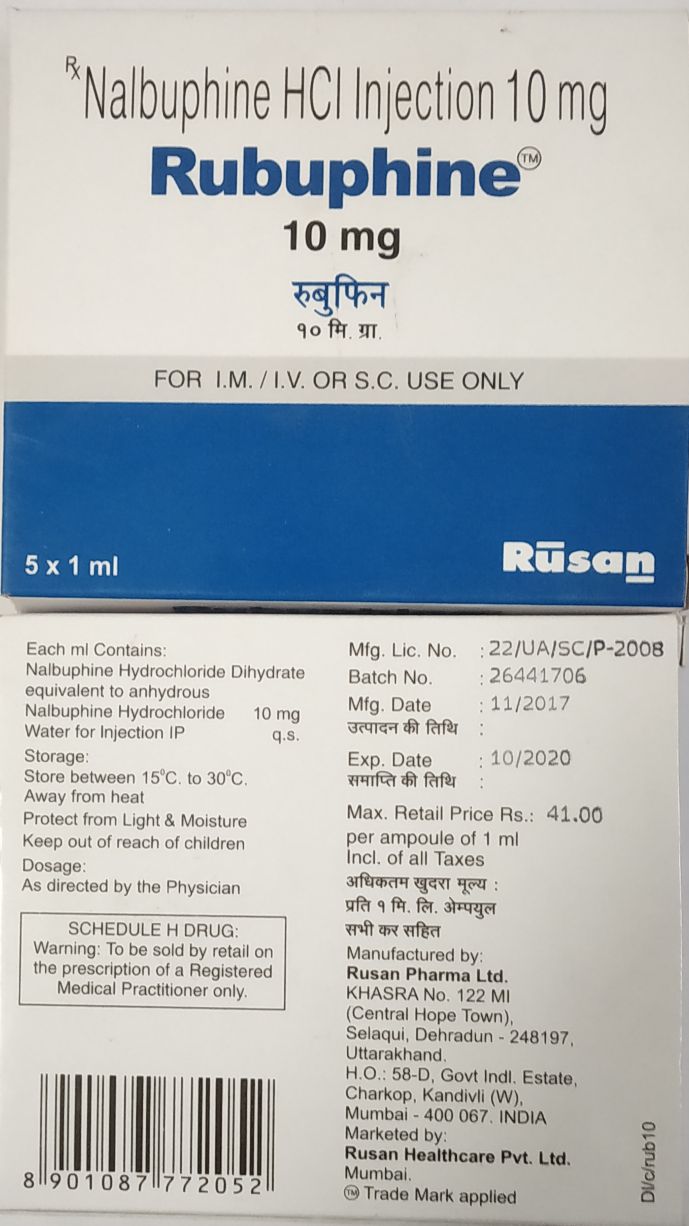 Rx Nalbuphine HCl Injection 10 mg
Rubuphine™
10 mg
रुबुफिन
१० मि. ग्रा.
FOR I.M. / I.V. OR S.C. USE ONLY
5 x 1 ml
Rūsan
Each ml Contains:
Nalbuphine Hydrochloride Dihydrate
equivalent to anhydrous
Nalbuphine Hydrochloride 10 mg
Water for Injection IP q.s.
Storage:
Store between 15°C. to 30°C.
Away from heat
Protect from Light & Moisture
Keep out of reach of children
Dosage:
As directed by the Physician
SCHEDULE H DRUG:
Warning: To be sold by retail on
the prescription of a Registered
Medical Practitioner only.
8 901087 772052
Mfg. Lic. No. : 22/UA/SC/P-2008
Batch No. : 26441706
Mfg. Date : 11/2017
उत्पादन की तिथि :
Exp. Date : 10/2020
समाप्ति की तिथि :
Max. Retail Price Rs.: 41.00
per ampoule of 1 ml
Incl. of all Taxes
अधिकतम खुदरा मूल्य :
प्रति १ मि. लि. अेम्पयुल
सभी कर सहित
Manufactured by:
Rusan Pharma Ltd.
KHASRA No. 122 MI
(Central Hope Town),
Selaqui, Dehradun - 248197,
Uttarakhand.
H.O.: 58-D, Govt Indl. Estate,
Charkop, Kandivli (W),
Mumbai - 400 067. INDIA
Marketed by:
Rusan Healthcare Pvt. Ltd.
Mumbai.
™ Trade Mark applied
DI/c/rub10